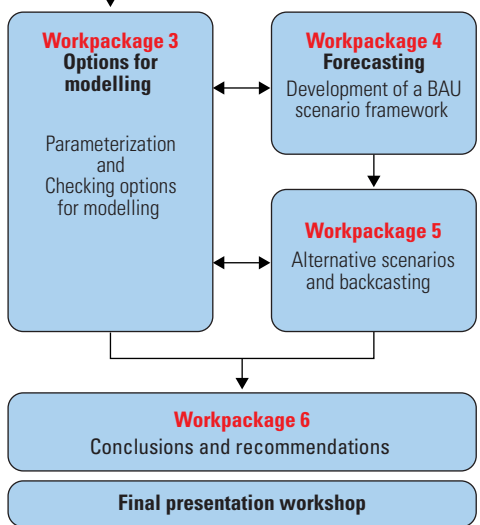 Workpackage 3
Options for
modelling
Parameterization
and
Checking options
for modelling
Workpackage 4
Forecasting
Development of a BAU
scenario framework
Workpackage 5
Alternative scenarios
and backcasting
Workpackage 6
Conclusions and recommendations
Final presentation workshop